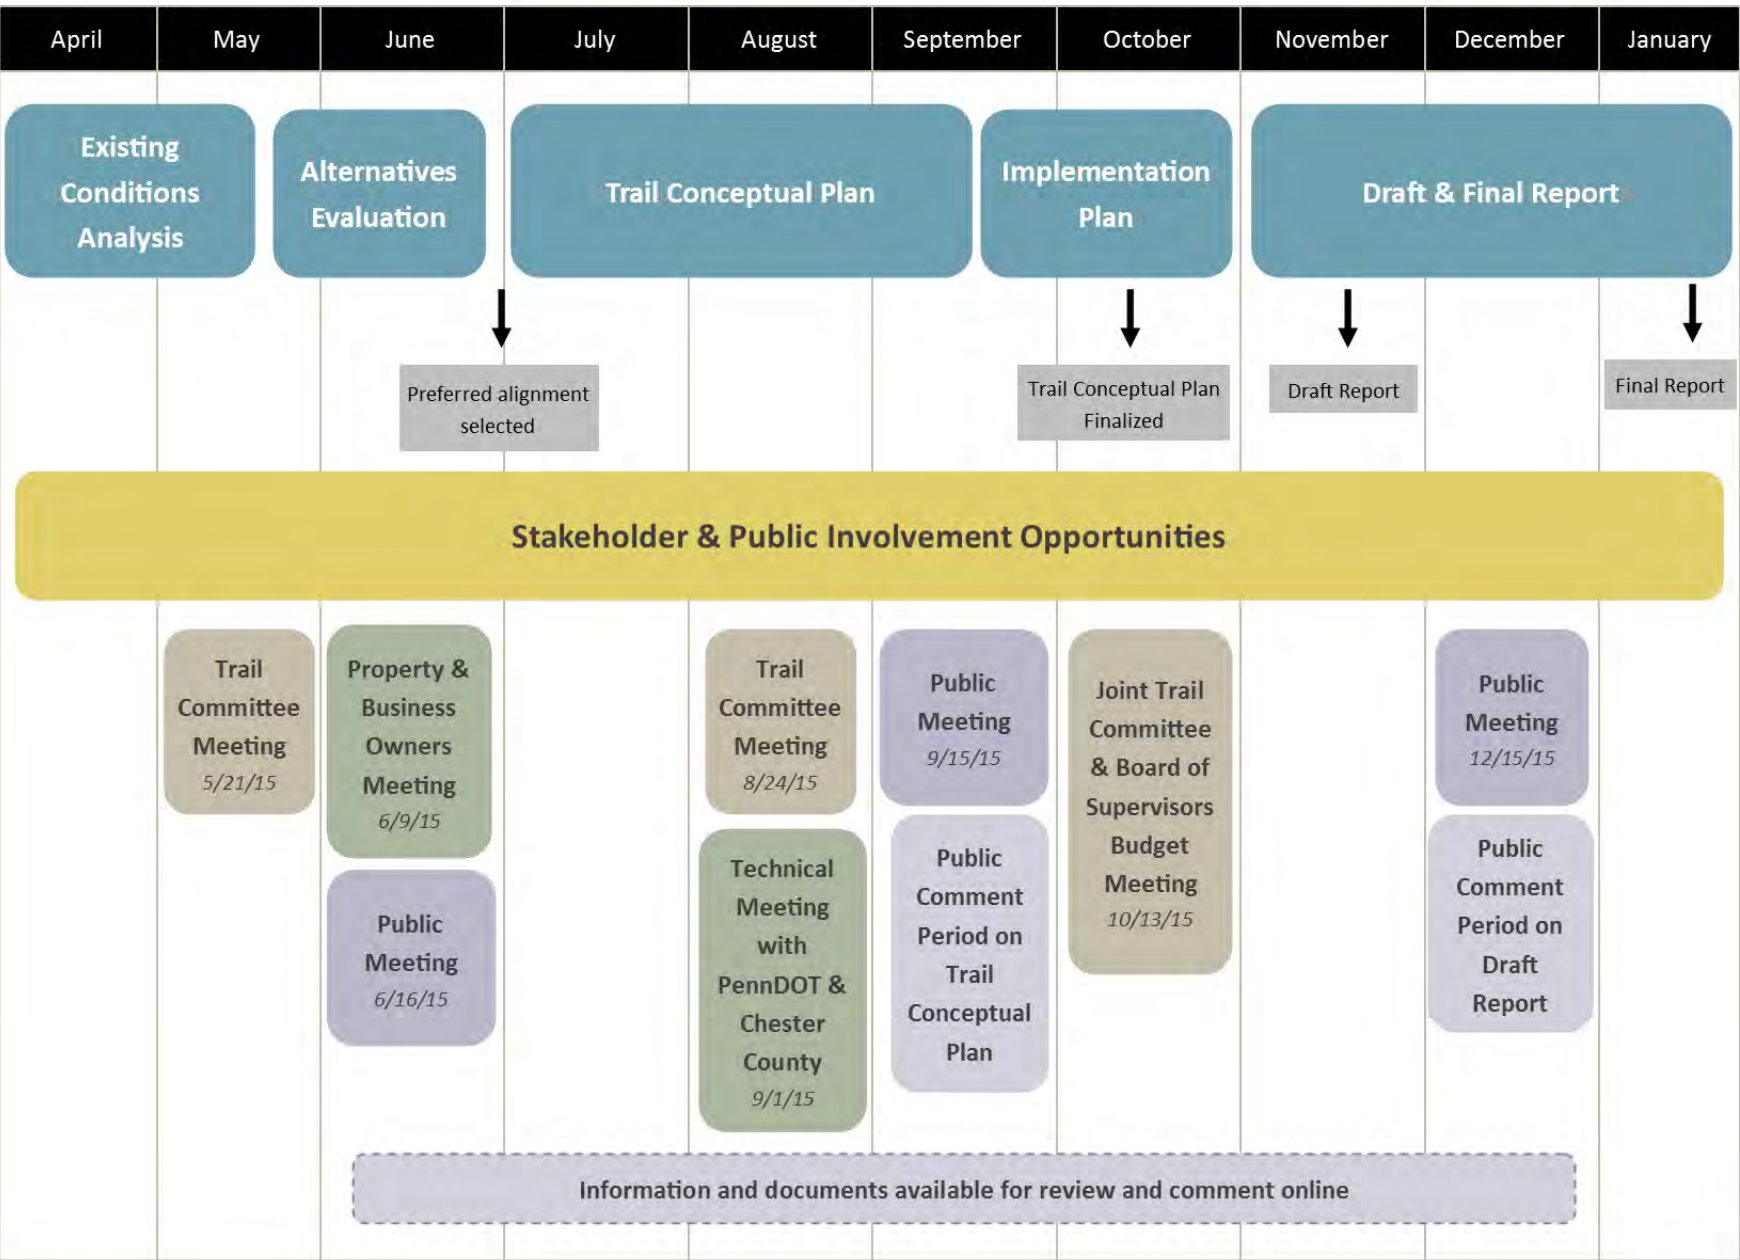 April May June July August September October November December January
Existing
Conditions
Analysis
Alternatives
Evaluation
Trail Conceptual Plan
Implementation
Plan
Draft & Final Report
Preferred alignment
selected
Trail Conceptual Plan
Finalized
Draft Report
Final Report
Stakeholder & Public Involvement Opportunities
Trail
Committee
Meeting
5/21/15
Property &
Business
Owners
Meeting
6/9/15
Public
Meeting
6/16/15
Trail
Committee
Meeting
8/24/15
Technical
Meeting
with
PennDOT &
Chester
County
9/1/15
Public
Meeting
9/15/15
Public
Comment
Period on
Trail
Conceptual
Plan
Joint Trail
Committee
& Board of
Supervisors
Budget
Meeting
10/13/15
Public
Meeting
12/15/15
Public
Comment
Period on
Draft
Report
Information and documents available for review and comment online